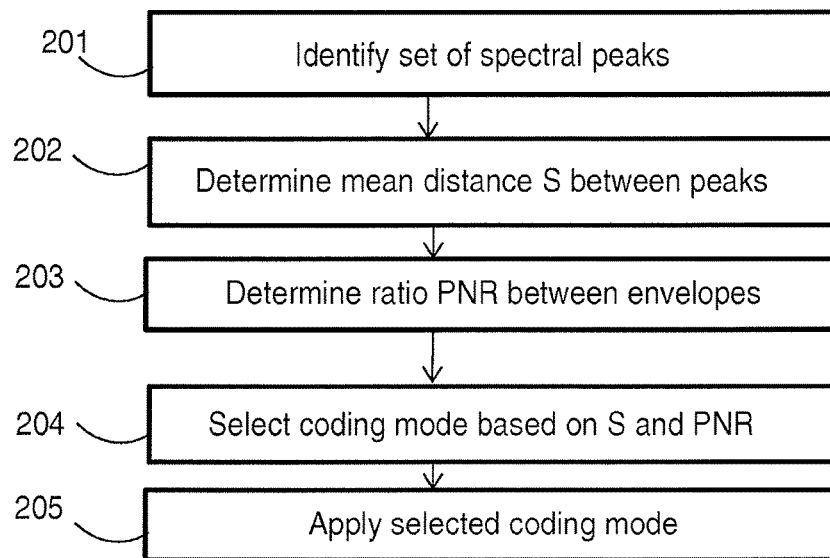 201
Identify set of spectral peaks
202
Determine mean distance S between peaks
203
Determine ratio PNR between envelopes
204
Select coding mode based on S and PNR
205
Apply selected coding mode